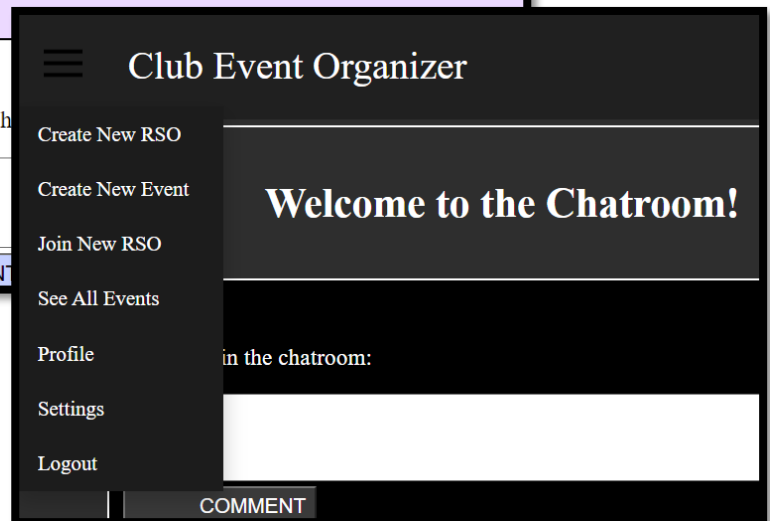 Club Event Organizer
Create New RSO
Create New Event
Join New RSO
See All Events
Profile
Settings
Logout
Welcome to the Chatroom!
in the chatroom:
COMMENT